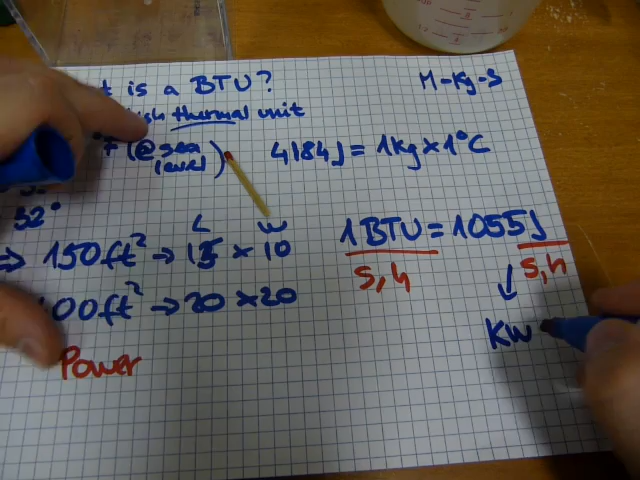 is a BTU?
M-Kg-S
thermal unit
(@sea level)
4184J = 1Kg x 1°C
32°
L W
=> 150ft² → 15 x 10
1BTU = 1055J
s,h s,h
00ft² → 20 x 20
KW
Power